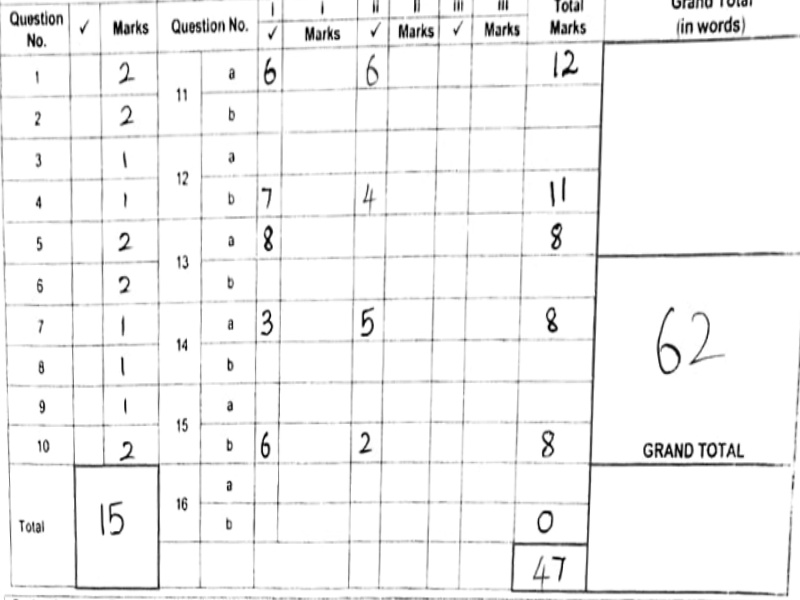 Question No. ✓ Marks Question No. i ✓ i Marks ii ✓ ii Marks iii ✓ iii Marks Total Marks Grand Total (in words)
1 2 11 a 6 6 12
2 2 b
3 1 12 a
4 1 b 7 4 11
5 2 13 a 8 8
6 2 b
7 1 14 a 3 5 8
8 1 b
62
9 1 15 a
10 2 b 6 2 8 GRAND TOTAL
Total 15 16 a
b 0
47